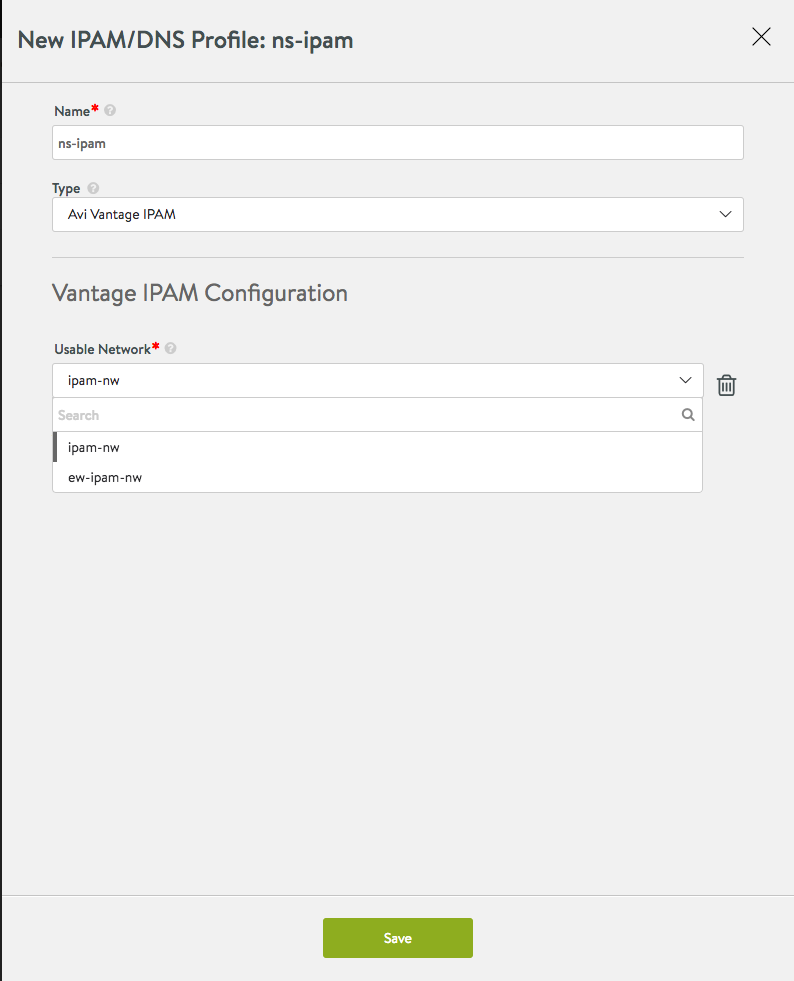 New IPAM/DNS Profile: ns-ipam
Name* ?
ns-ipam
Type ?
Avi Vantage IPAM
Vantage IPAM Configuration
Usable Network* ?
ipam-nw
Search
ipam-nw
ew-ipam-nw
Save